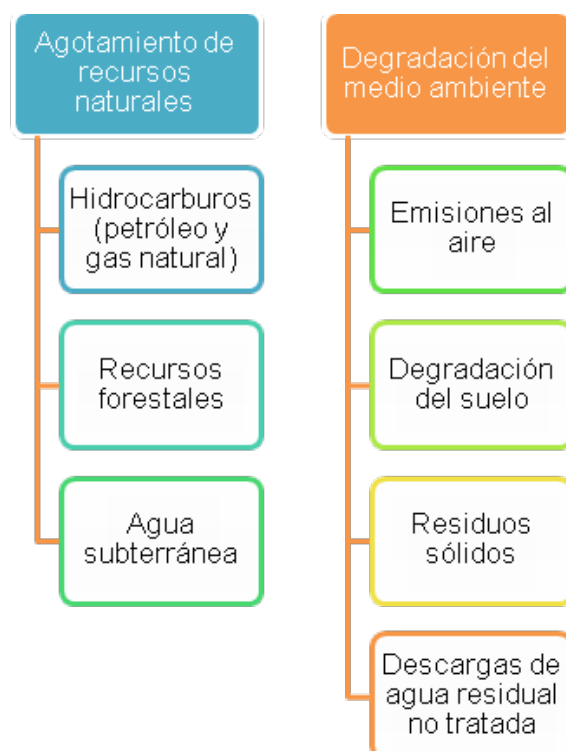 Agotamiento de
recursos
naturales
Hidrocarburos
(petróleo y
gas natural)
Recursos
forestales
Agua
subterránea
Degradación del
medio ambiente
Emisiones al
aire
Degradación
del suelo
Residuos
sólidos
Descargas de
agua residual
no tratada